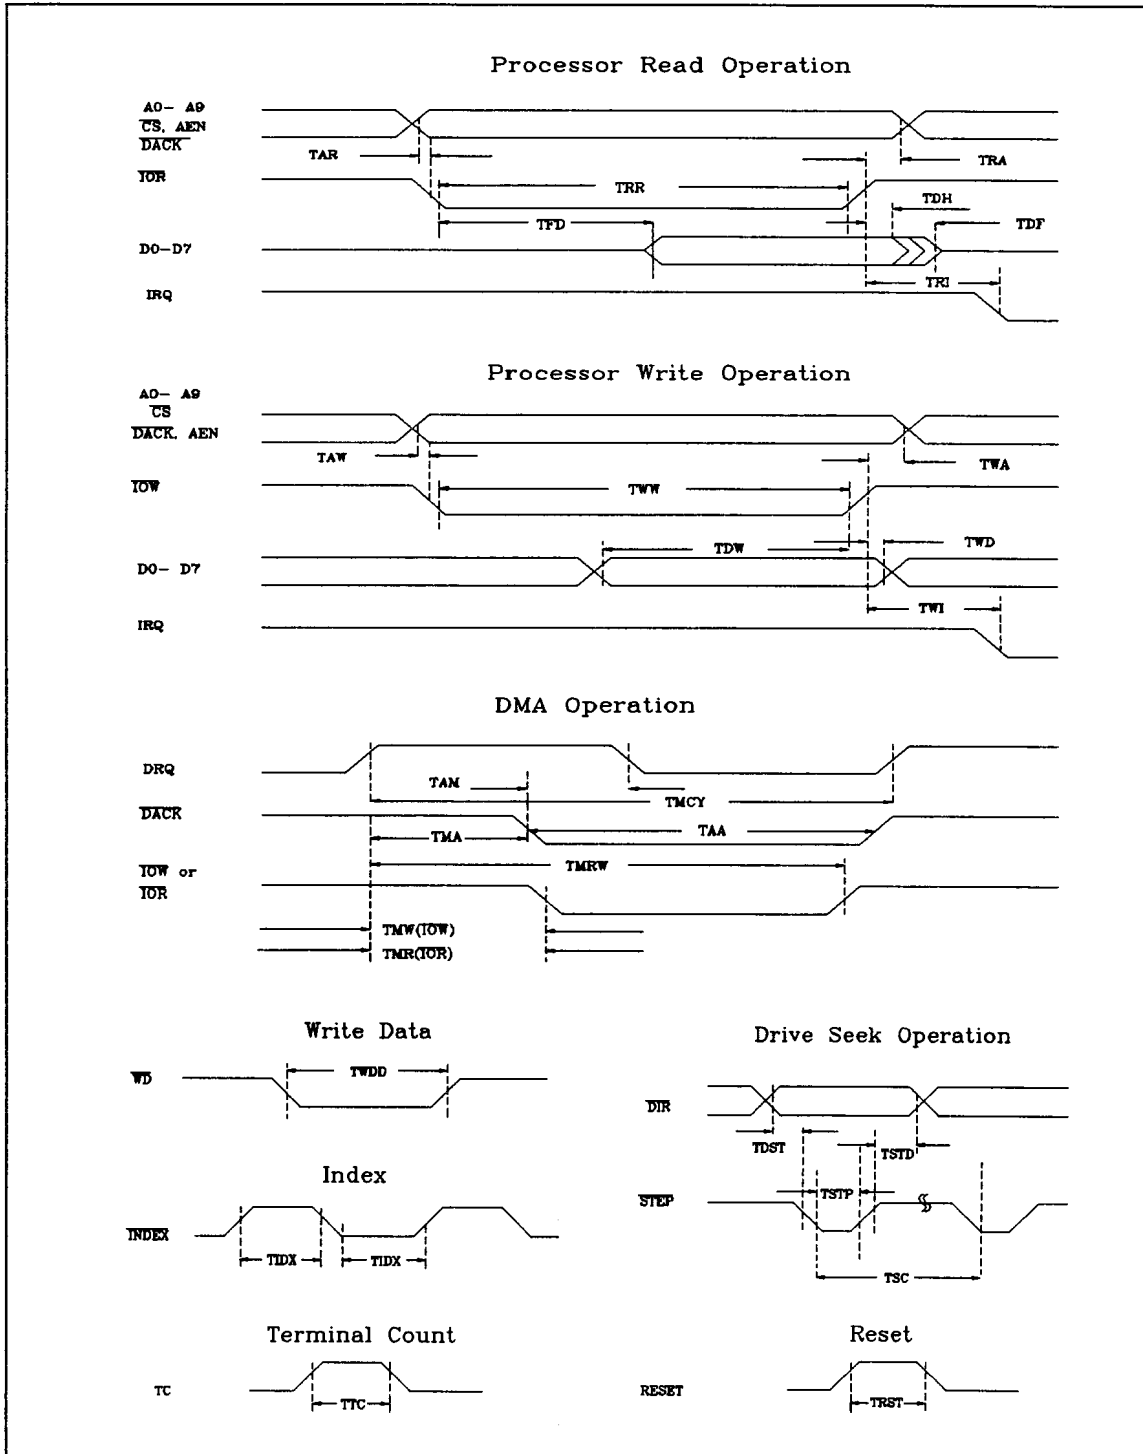 Processor Read Operation
A0- A9
CS, AEN
DACK
TAR
TRA
IOR
TRR
TDH
TFD
TDF
D0-D7
TRI
IRQ
Processor Write Operation
A0- A9
CS
DACK, AEN
TAW
TWA
IOW
TWW
TDW
TWD
D0- D7
TWI
IRQ
DMA Operation
DRQ
TAM
TMCY
DACK
TMA
TAA
TMRW
IOW or
IOR
TMW(IOW)
TMR(IOR)
Write Data
Drive Seek Operation
WD
TWDD
DIR
TDST
TSTD
Index
STEP
TSTP
INDEX
TIDX
TIDX
TSC
Terminal Count
Reset
TC
TTC
RESET
TRST